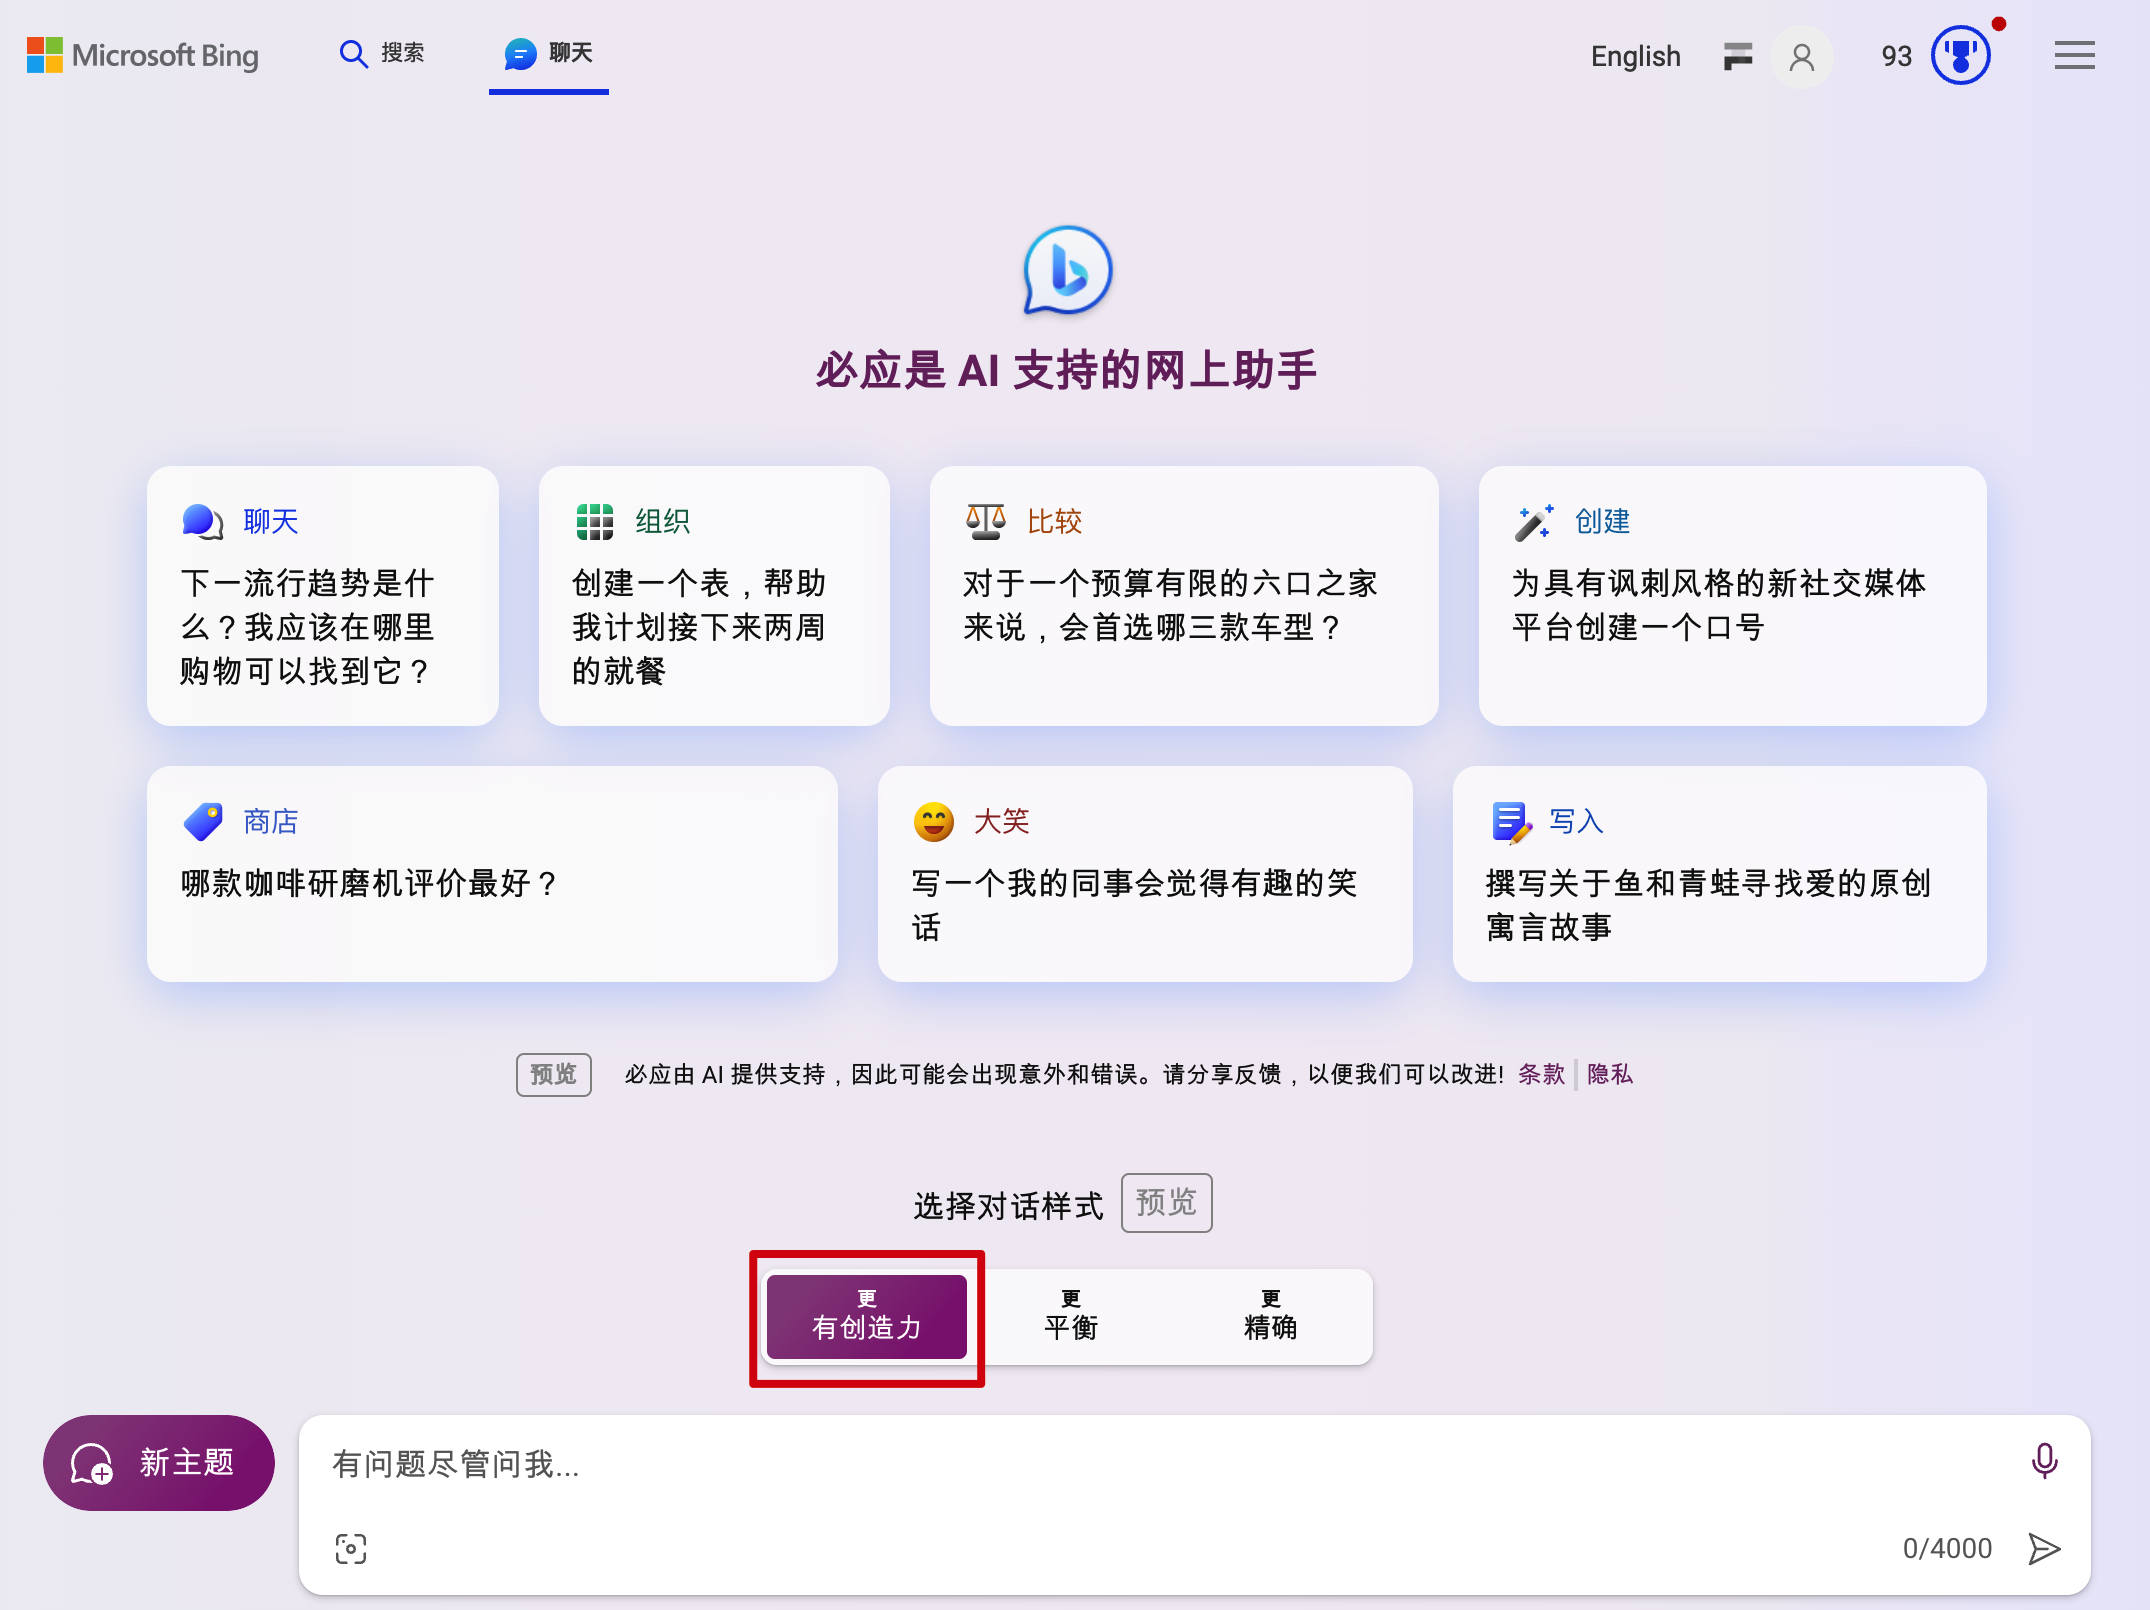 Microsoft Bing
搜索
聊天
English
93
必应是 AI 支持的网上助手
聊天
下一流行趋势是什
么？我应该在哪里
购物可以找到它？
组织
创建一个表，帮助
我计划接下来两周
的就餐
比较
对于一个预算有限的六口之家
来说，会首选哪三款车型？
创建
为具有讽刺风格的新社交媒体
平台创建一个口号
商店
哪款咖啡研磨机评价最好？
大笑
写一个我的同事会觉得有趣的笑
话
写入
撰写关于鱼和青蛙寻找爱的原创
寓言故事
预览
必应由 AI 提供支持，因此可能会出现意外和错误。请分享反馈，以便我们可以改进! 条款 | 隐私
选择对话样式 预览
更
有创造力
更
平衡
更
精确
新主题
有问题尽管问我...
0/4000